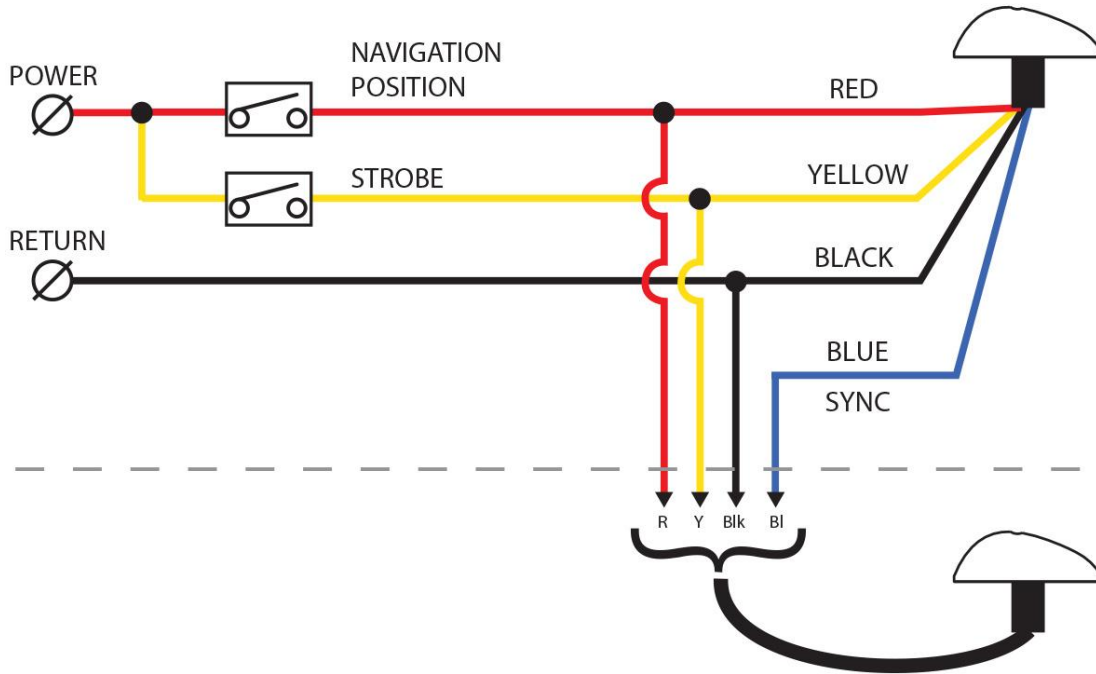 NAVIGATION
POSITION
POWER
RED
STROBE
YELLOW
RETURN
BLACK
BLUE
SYNC
R Y Blk Bl